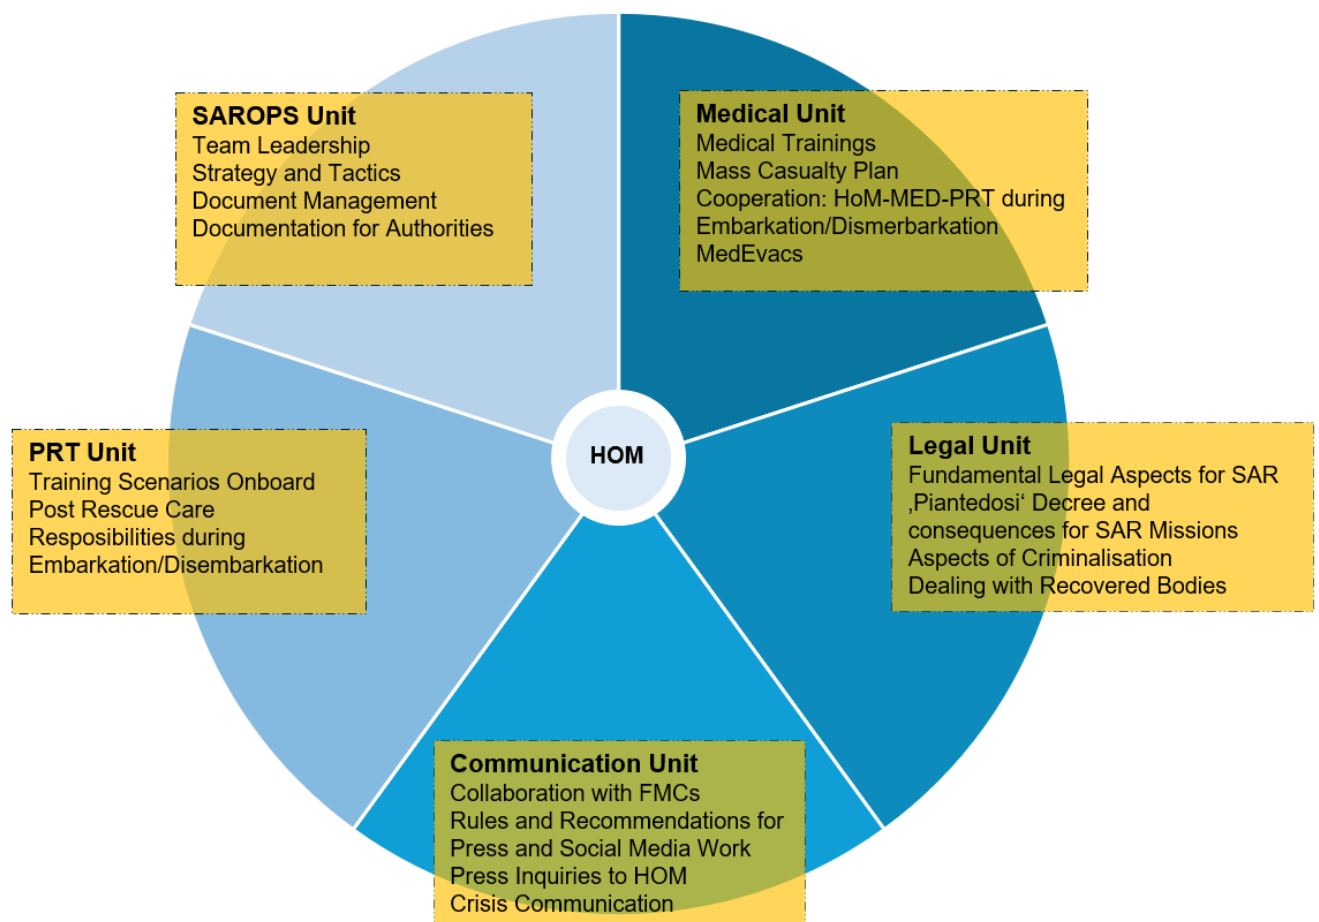 SAROPS Unit
Team Leadership
Strategy and Tactics
Document Management
Documentation for Authorities
Medical Unit
Medical Trainings
Mass Casualty Plan
Cooperation: HoM-MED-PRT during
Embarkation/Dismerbarkation
MedEvacs
HOM
PRT Unit
Training Scenarios Onboard
Post Rescue Care
Resposibilities during
Embarkation/Disembarkation
Legal Unit
Fundamental Legal Aspects for SAR
‚Piantedosi‘ Decree and
consequences for SAR Missions
Aspects of Criminalisation
Dealing with Recovered Bodies
Communication Unit
Collaboration with FMCs
Rules and Recommendations for
Press and Social Media Work
Press Inquiries to HOM
Crisis Communication